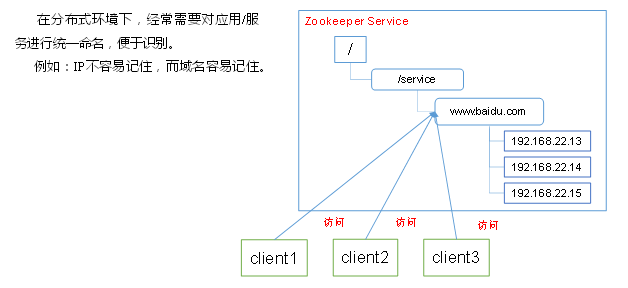 在分布式环境下，经常需要对应用/服
务进行统一命名，便于识别。
例如：IP不容易记住，而域名容易记住。
Zookeeper Service
/
/service
www.baidu.com
192.168.22.13
192.168.22.14
192.168.22.15
访问 访问 访问
client1 client2 client3